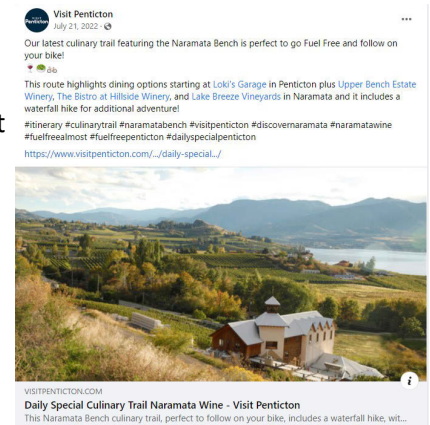 Visit Penticton
July 21, 2022 ·
Our latest culinary trail featuring the Naramata Bench is perfect to go Fuel Free and follow on
your bike!
This route highlights dining options starting at Loki's Garage in Penticton plus Upper Bench Estate
Winery, The Bistro at Hillside Winery, and Lake Breeze Vineyards in Naramata and it includes a
waterfall hike for additional adventure!
#itinerary #culinarytrail #naramatabench #visitpenticton #discovernaramata #naramatawine
#fuelfreealmost #fuelfreepenticton #dailyspecialpenticton
https://www.visitpenticton.com/.../daily-special.../
t
VISITPENTICTON.COM
Daily Special Culinary Trail Naramata Wine - Visit Penticton
This Naramata Bench culinary trail, perfect to follow on your bike, includes a waterfall hike, wit...